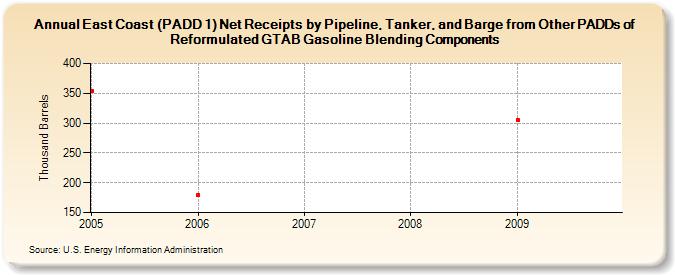 Annual East Coast (PADD 1) Net Receipts by Pipeline, Tanker, and Barge from Other PADDs of
Reformulated GTAB Gasoline Blending Components
Thousand Barrels
400
350
300
250
200
150
2005
2006
2007
2008
2009
Source: U.S. Energy Information Administration